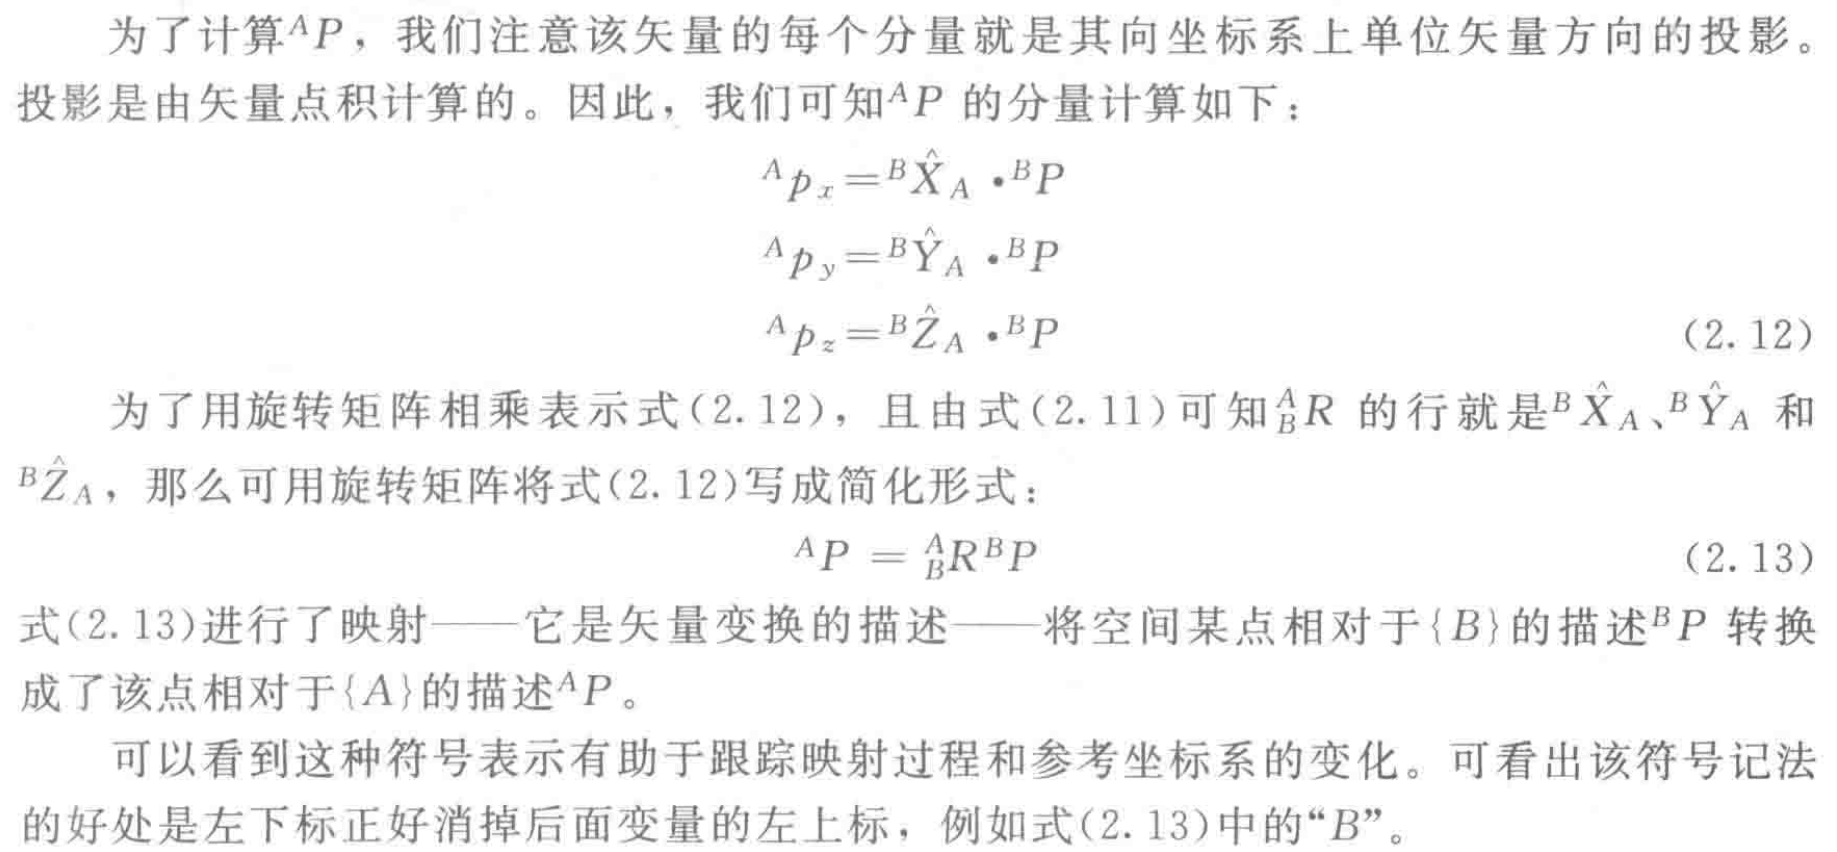 为了计算ᴬP，我们注意该矢量的每个分量就是其向坐标系上单位矢量方向的投影。
投影是由矢量点积计算的。因此，我们可知ᴬP 的分量计算如下：
$^{A}p_{x}={}^{B}\hat{X}_{A}\cdot{}^{B}P$
$^{A}p_{y}={}^{B}\hat{Y}_{A}\cdot{}^{B}P$
$^{A}p_{z}={}^{B}\hat{Z}_{A}\cdot{}^{B}P$ (2.12)
为了用旋转矩阵相乘表示式(2.12)，且由式(2.11)可知$^{A}_{B}R$ 的行就是$^{B}\hat{X}_{A}$、$^{B}\hat{Y}_{A}$ 和
$^{B}\hat{Z}_{A}$，那么可用旋转矩阵将式(2.12)写成简化形式：
$^{A}P = {}^{A}_{B}R\,{}^{B}P$ (2.13)
式(2.13)进行了映射——它是矢量变换的描述——将空间某点相对于{B}的描述ᴮP 转换
成了该点相对于{A}的描述ᴬP。
可以看到这种符号表示有助于跟踪映射过程和参考坐标系的变化。可看出该符号记法
的好处是左下标正好消掉后面变量的左上标，例如式(2.13)中的“B”。